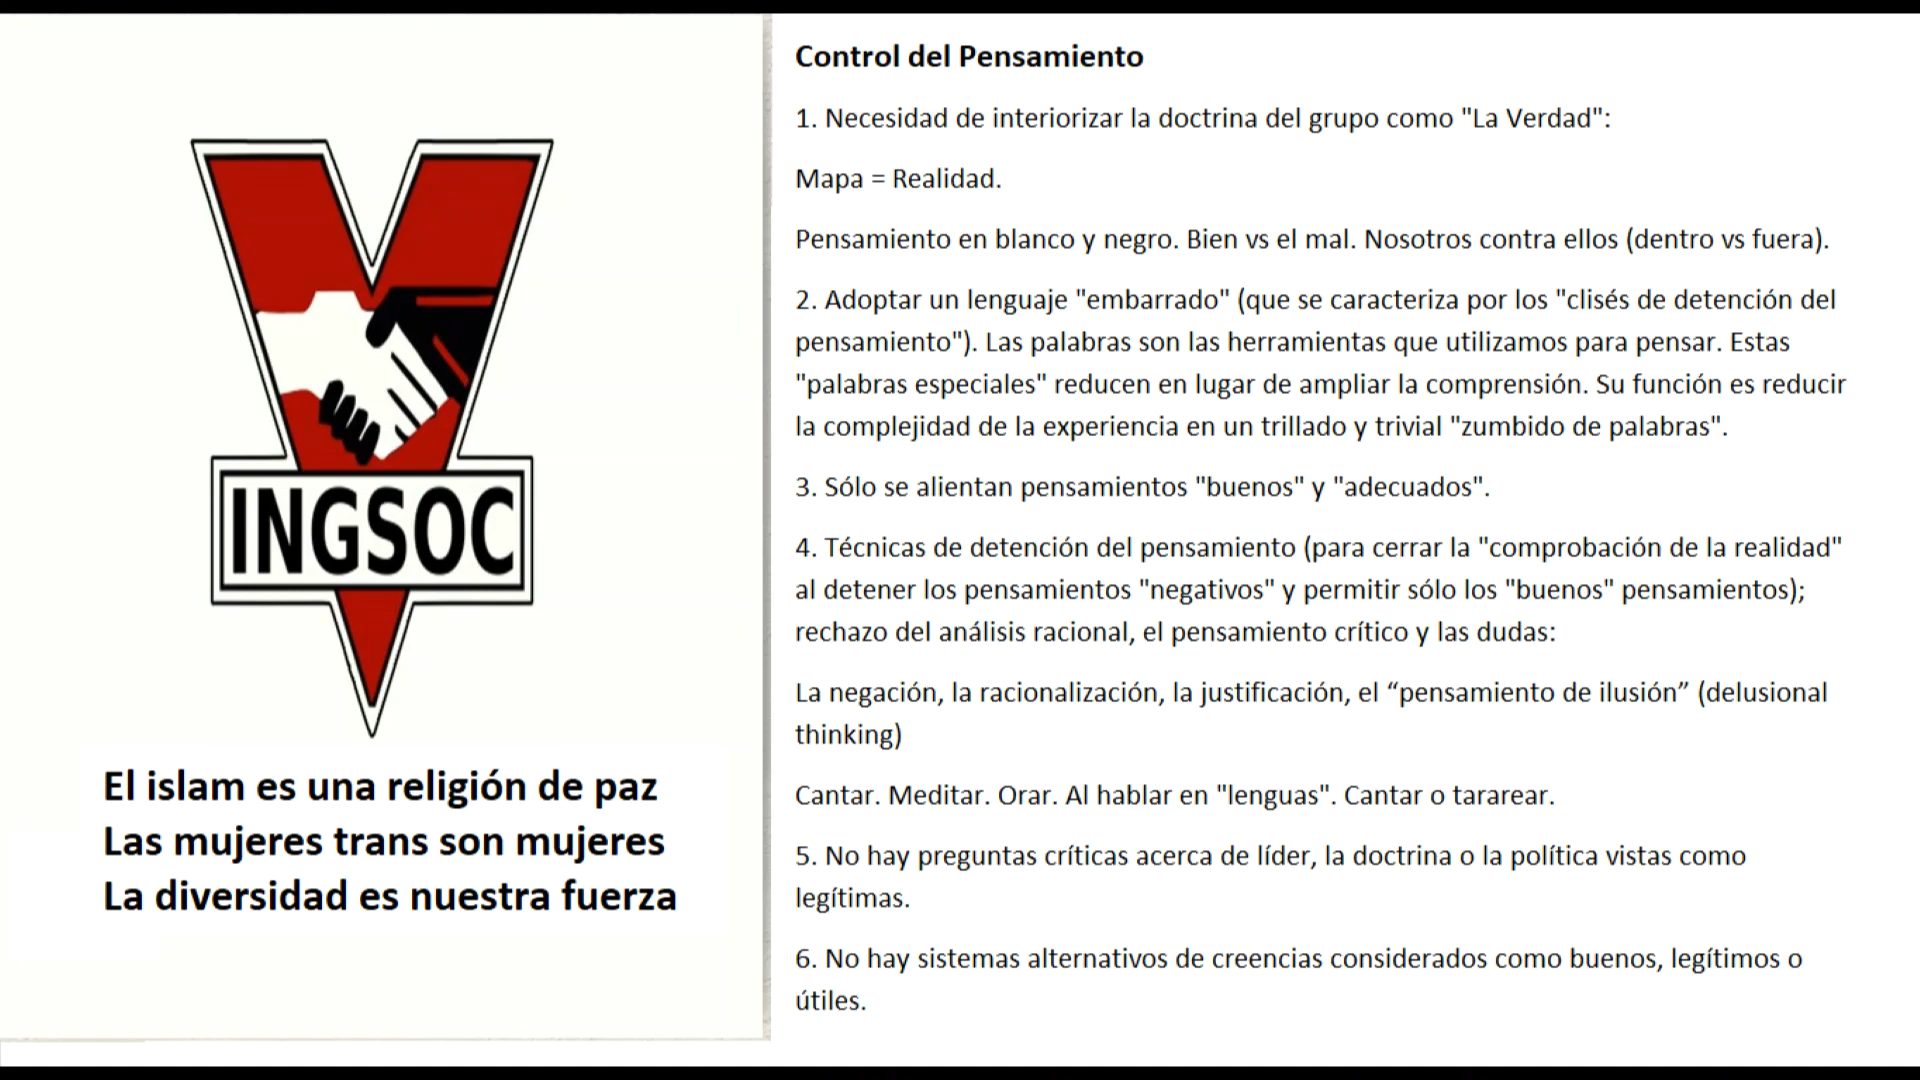 INGSOC
El islam es una religión de paz
Las mujeres trans son mujeres
La diversidad es nuestra fuerza
Control del Pensamiento
1. Necesidad de interiorizar la doctrina del grupo como "La Verdad":
Mapa = Realidad.
Pensamiento en blanco y negro. Bien vs el mal. Nosotros contra ellos (dentro vs fuera).
2. Adoptar un lenguaje "embarrado" (que se caracteriza por los "clisés de detención del
pensamiento"). Las palabras son las herramientas que utilizamos para pensar. Estas
"palabras especiales" reducen en lugar de ampliar la comprensión. Su función es reducir
la complejidad de la experiencia en un trillado y trivial "zumbido de palabras".
3. Sólo se alientan pensamientos "buenos" y "adecuados".
4. Técnicas de detención del pensamiento (para cerrar la "comprobación de la realidad"
al detener los pensamientos "negativos" y permitir sólo los "buenos" pensamientos);
rechazo del análisis racional, el pensamiento crítico y las dudas:
La negación, la racionalización, la justificación, el “pensamiento de ilusión” (delusional
thinking)
Cantar. Meditar. Orar. Al hablar en "lenguas". Cantar o tararear.
5. No hay preguntas críticas acerca de líder, la doctrina o la política vistas como
legítimas.
6. No hay sistemas alternativos de creencias considerados como buenos, legítimos o
útiles.